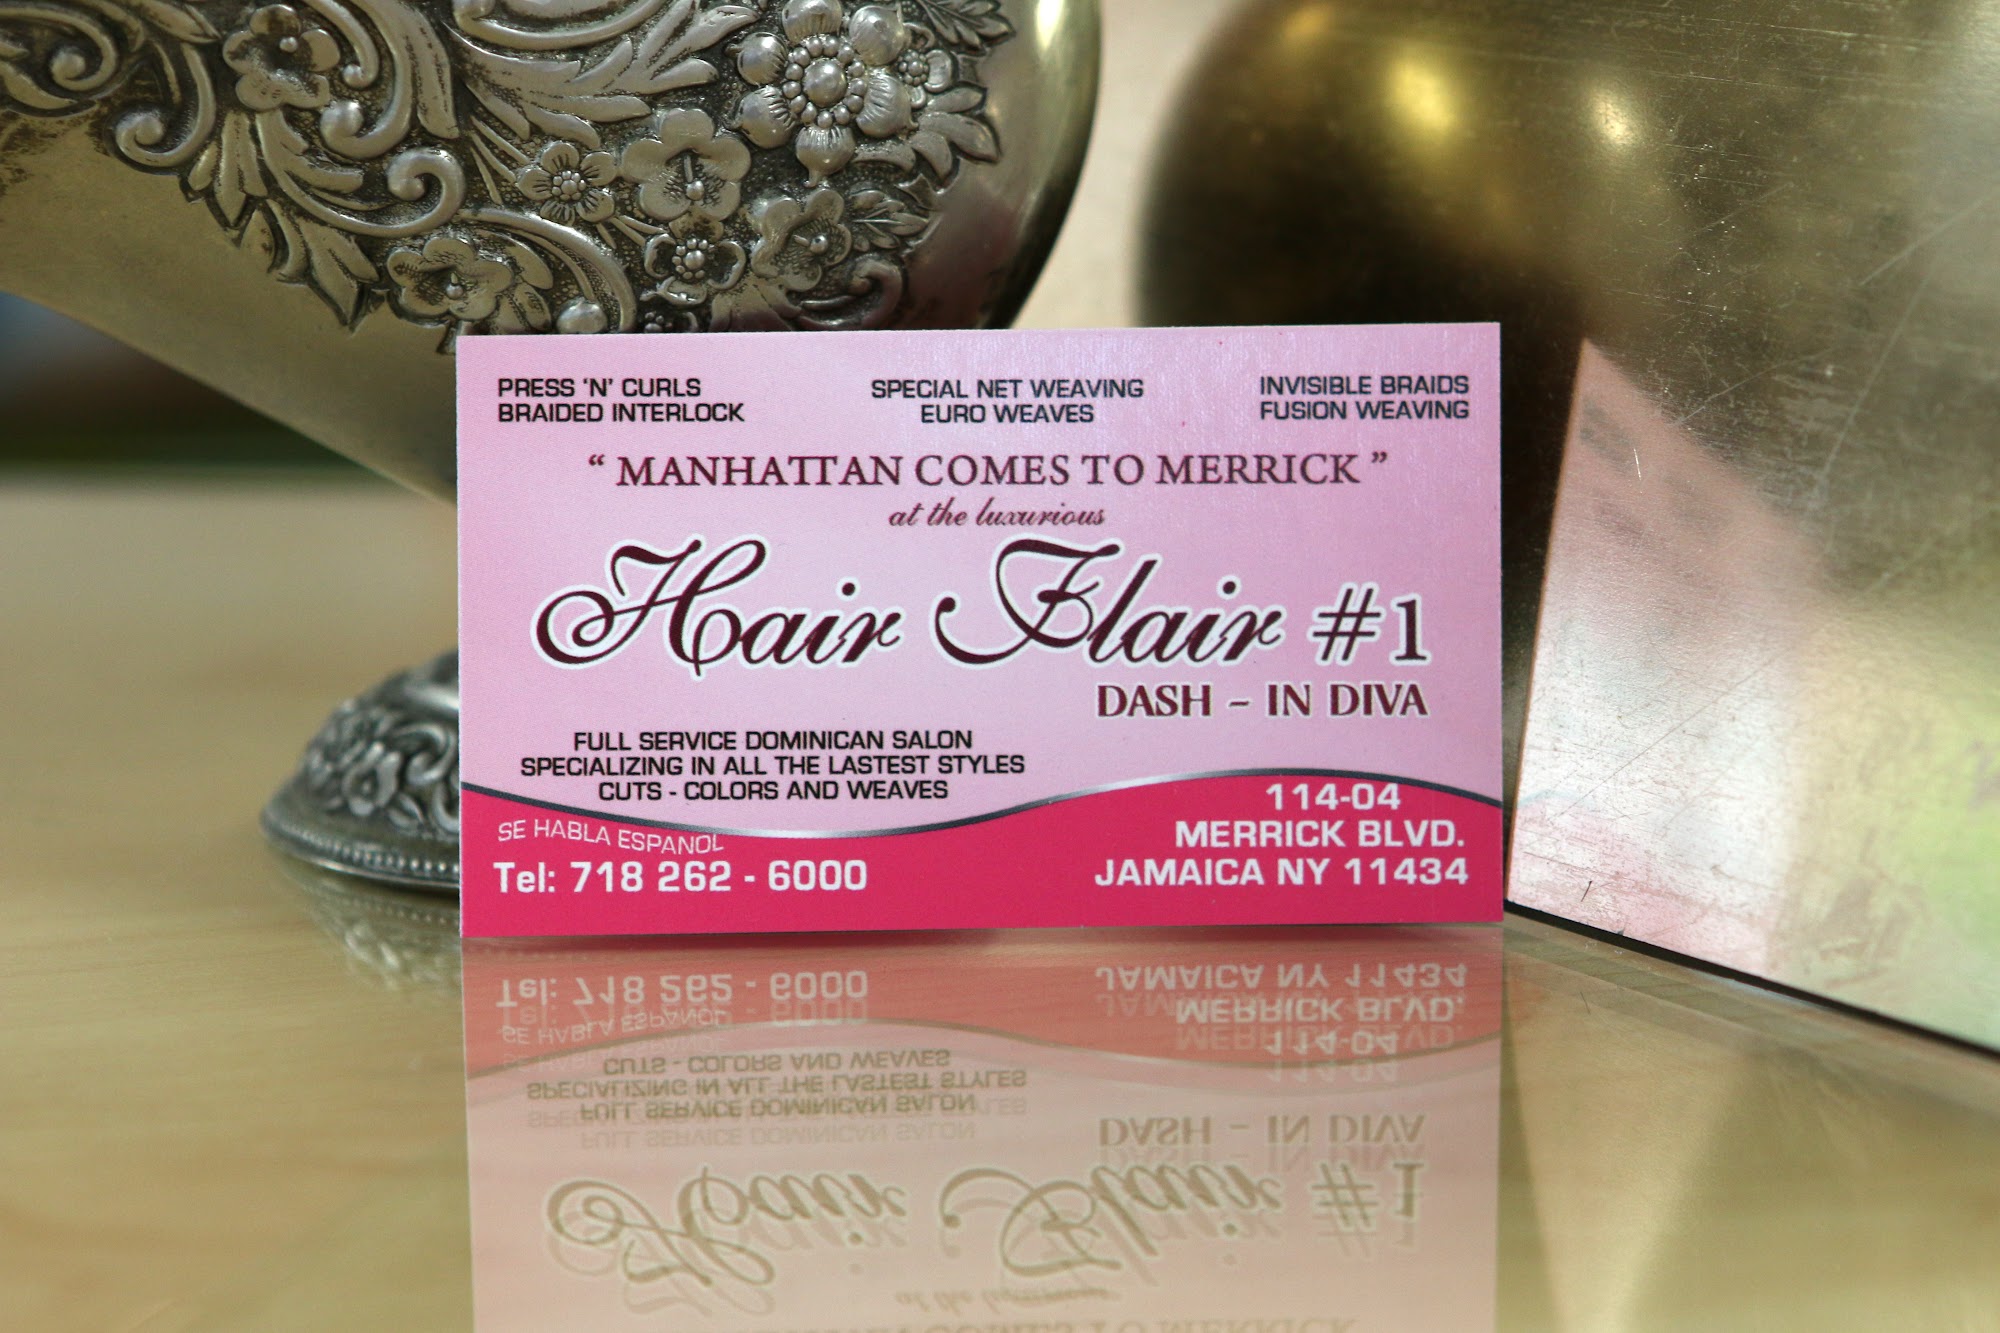 PRESS 'N' CURLS
BRAIDED INTERLOCK
SPECIAL NET WEAVING
EURO WEAVES
INVISIBLE BRAIDS
FUSION WEAVING
“ MANHATTAN COMES TO MERRICK ”
at the luxurious
Hair Flair #1
DASH - IN DIVA
FULL SERVICE DOMINICAN SALON
SPECIALIZING IN ALL THE LASTEST STYLES
CUTS - COLORS AND WEAVES
SE HABLA ESPANOL
Tel: 718 262 - 6000
114-04
MERRICK BLVD.
JAMAICA NY 11434